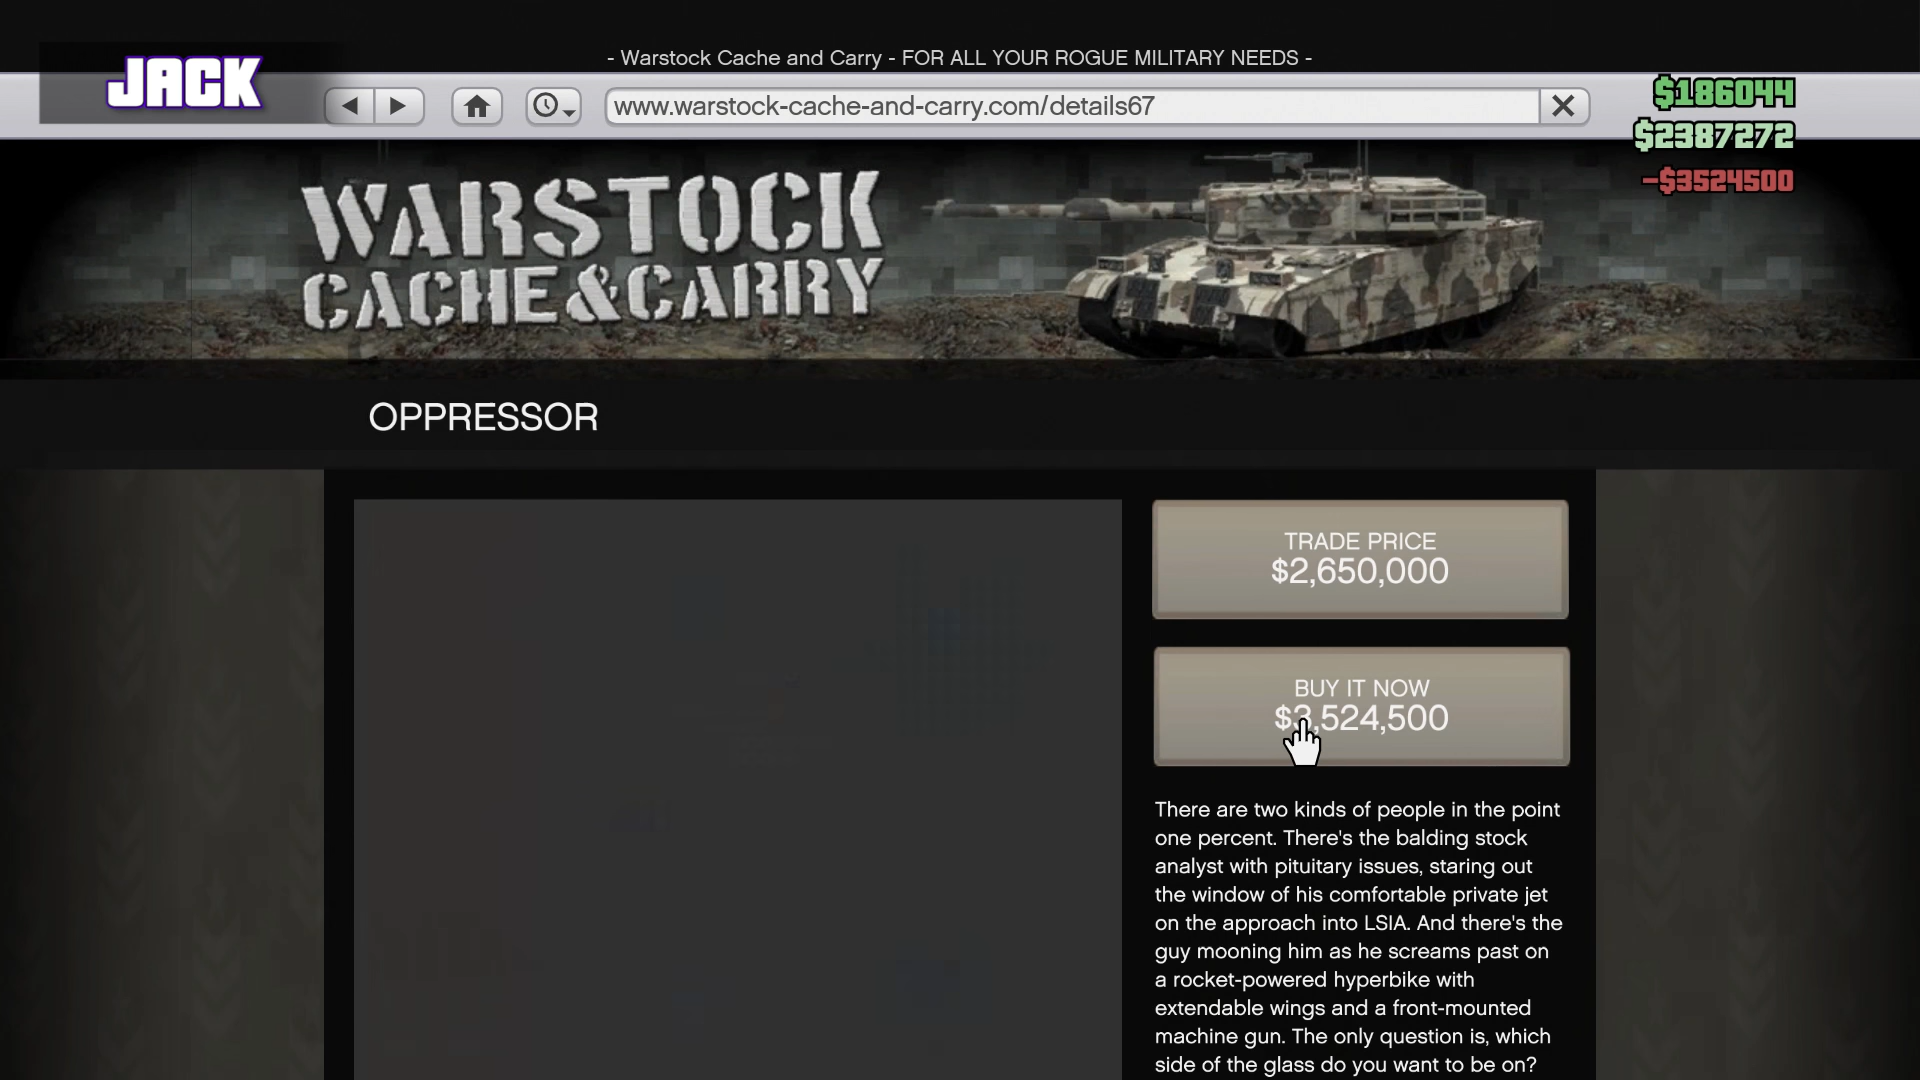 - Warstock Cache and Carry - FOR ALL YOUR ROGUE MILITARY NEEDS -
JACK
www.warstock-cache-and-carry.com/details67
$186044
$2387272
-$3524500
WARSTOCK
CACHE&CARRY
OPPRESSOR
TRADE PRICE
$2,650,000
BUY IT NOW
$3,524,500
There are two kinds of people in the point
one percent. There's the balding stock
analyst with pituitary issues, staring out
the window of his comfortable private jet
on the approach into LSIA. And there's the
guy mooning him as he screams past on
a rocket-powered hyperbike with
extendable wings and a front-mounted
machine gun. The only question is, which
side of the glass do you want to be on?